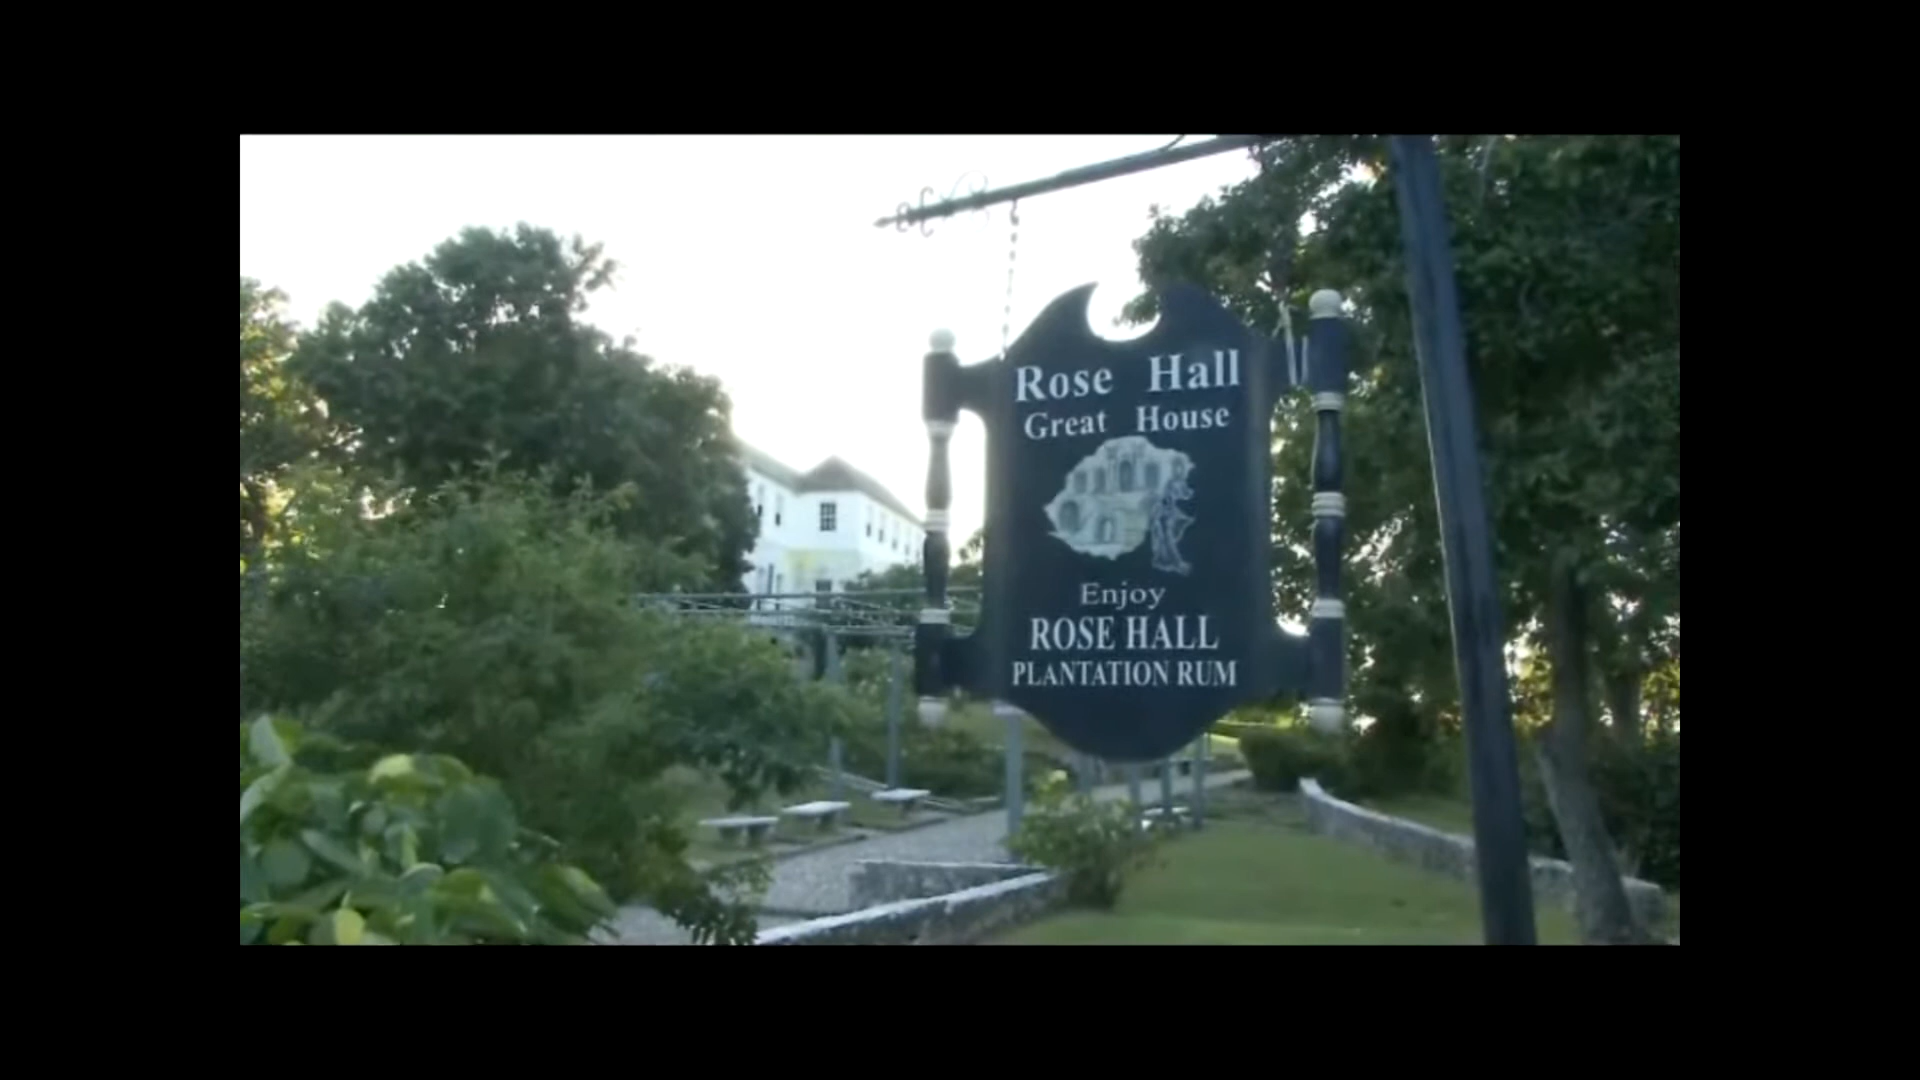 Rose Hall
Great House
Enjoy
ROSE HALL
PLANTATION RUM